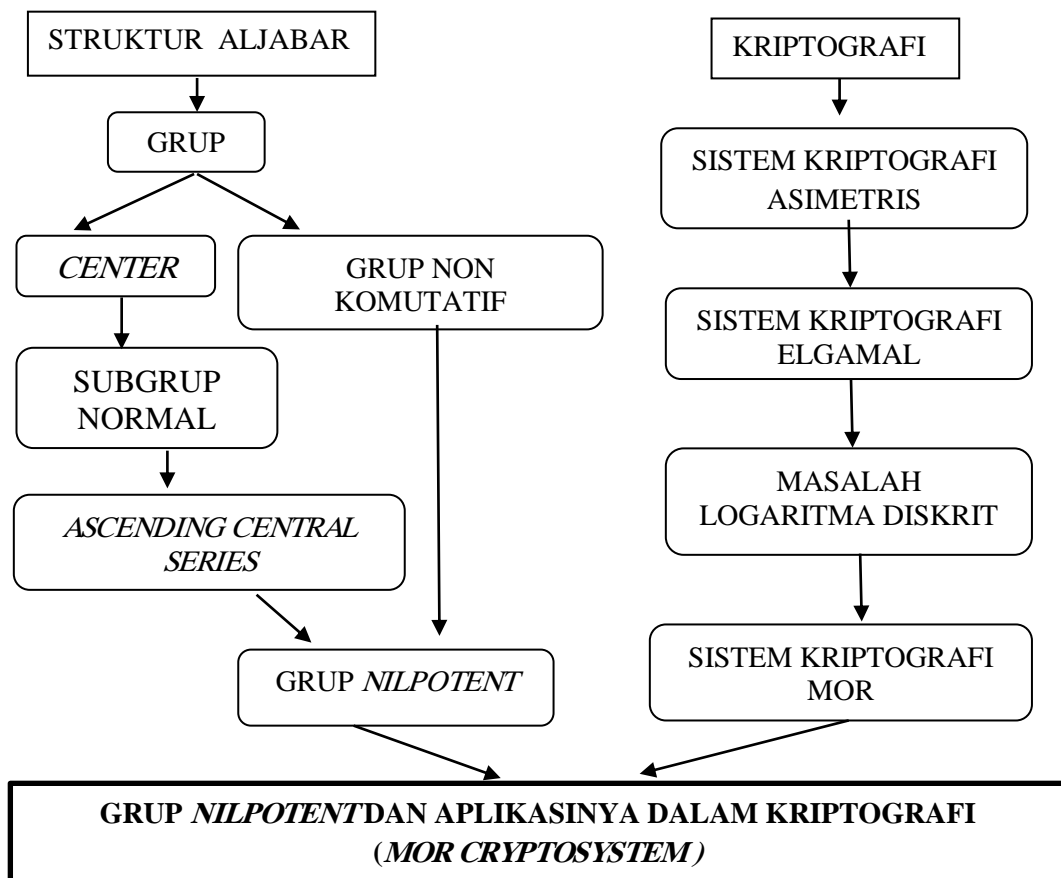 STRUKTUR ALJABAR
GRUP
CENTER
GRUP NON
KOMUTATIF
SUBGRUP
NORMAL
ASCENDING CENTRAL
SERIES
GRUP NILPOTENT
KRIPTOGRAFI
SISTEM KRIPTOGRAFI
ASIMETRIS
SISTEM KRIPTOGRAFI
ELGAMAL
MASALAH
LOGARITMA DISKRIT
SISTEM KRIPTOGRAFI
MOR
GRUP NILPOTENT DAN APLIKASINYA DALAM KRIPTOGRAFI
(MOR CRYPTOSYSTEM )